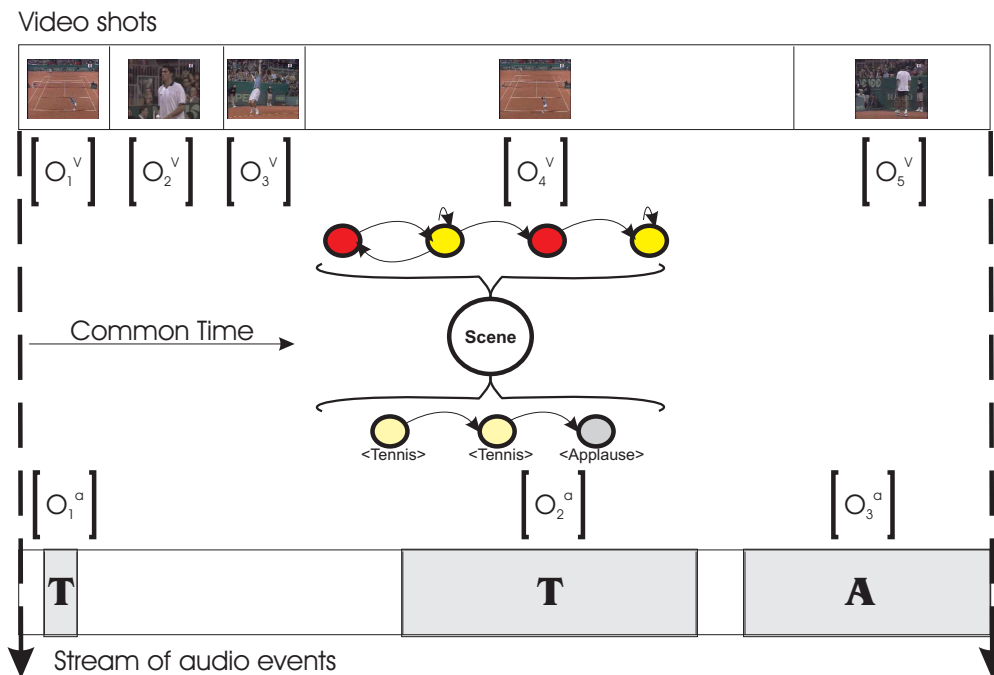 Video shots
O₁ᵛ O₂ᵛ O₃ᵛ O₄ᵛ O₅ᵛ
Common Time
Scene
<Tennis> <Tennis> <Applause>
O₁ᵃ O₂ᵃ O₃ᵃ
T T A
Stream of audio events